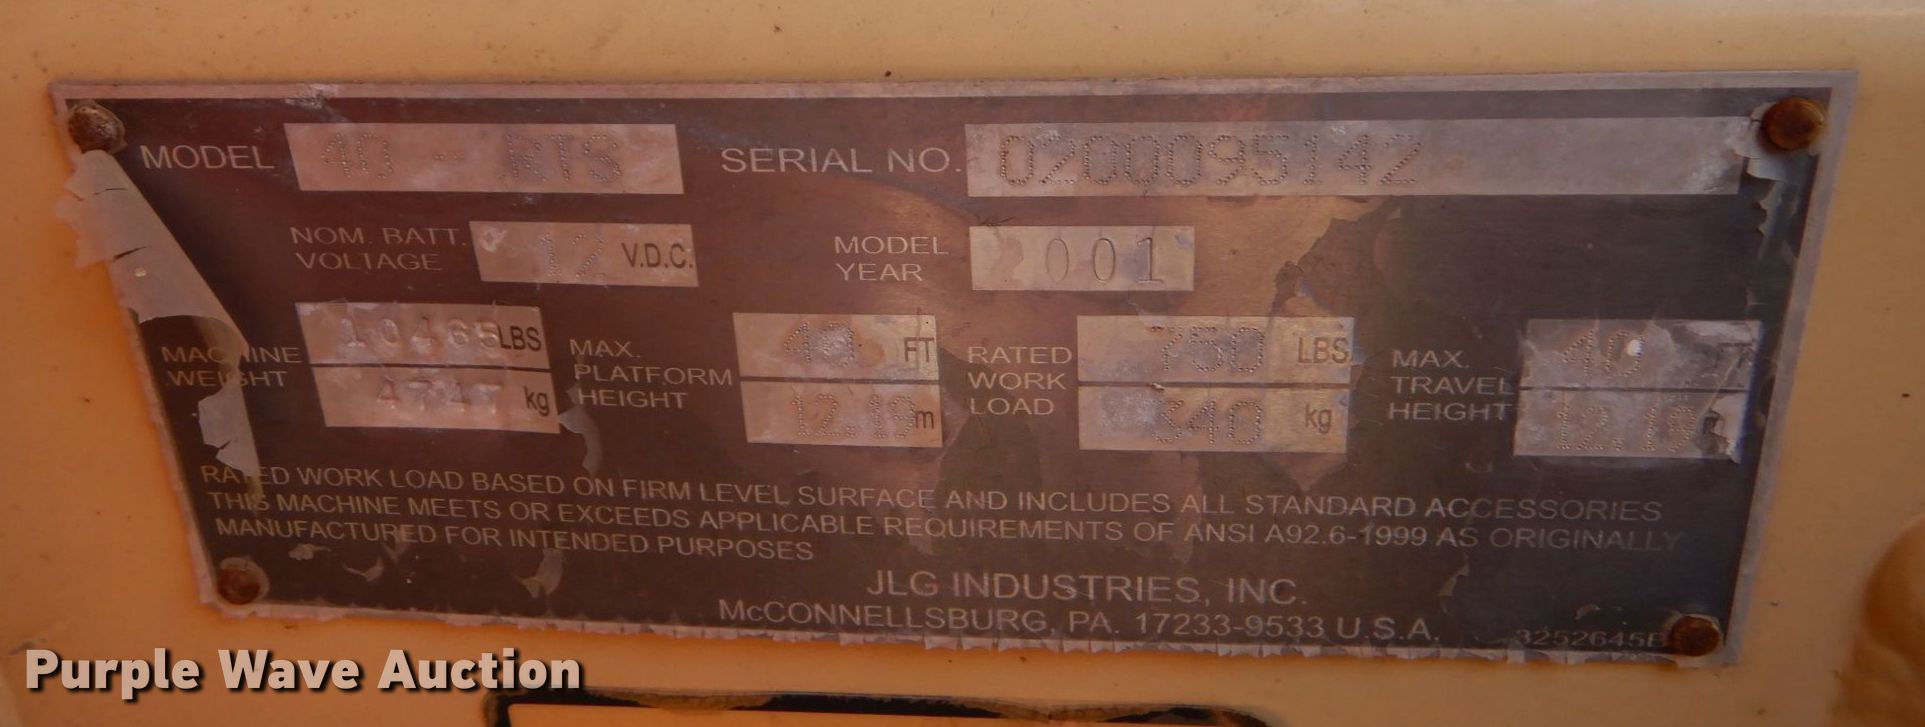 MODEL 40 - RTS SERIAL NO. 0200095142
NOM. BATT. VOLTAGE 12 V.D.C. MODEL YEAR 2001
MACHINE WEIGHT 10465 LBS 4747 kg MAX. PLATFORM HEIGHT 40 FT 12.19 m RATED WORK LOAD 750 LBS 340 kg MAX. TRAVEL HEIGHT 40 12.19
RATED WORK LOAD BASED ON FIRM LEVEL SURFACE AND INCLUDES ALL STANDARD ACCESSORIES
THIS MACHINE MEETS OR EXCEEDS APPLICABLE REQUIREMENTS OF ANSI A92.6-1999 AS ORIGINALLY
MANUFACTURED FOR INTENDED PURPOSES
JLG INDUSTRIES, INC.
McCONNELLSBURG, PA. 17233-9533 U.S.A.
Purple Wave Auction